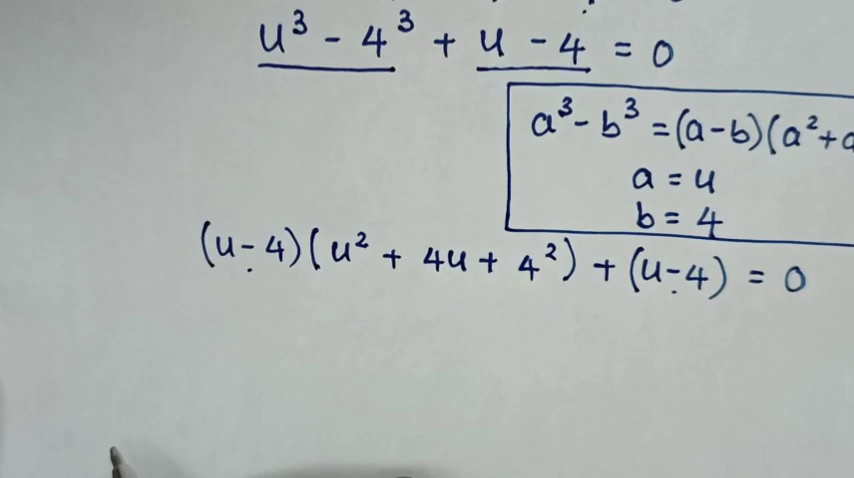 u³ - 4³ + u - 4 = 0
a³ - b³ = (a-b)(a²+
a = u
b = 4
(u-4)(u² + 4u + 4²) + (u-4) = 0